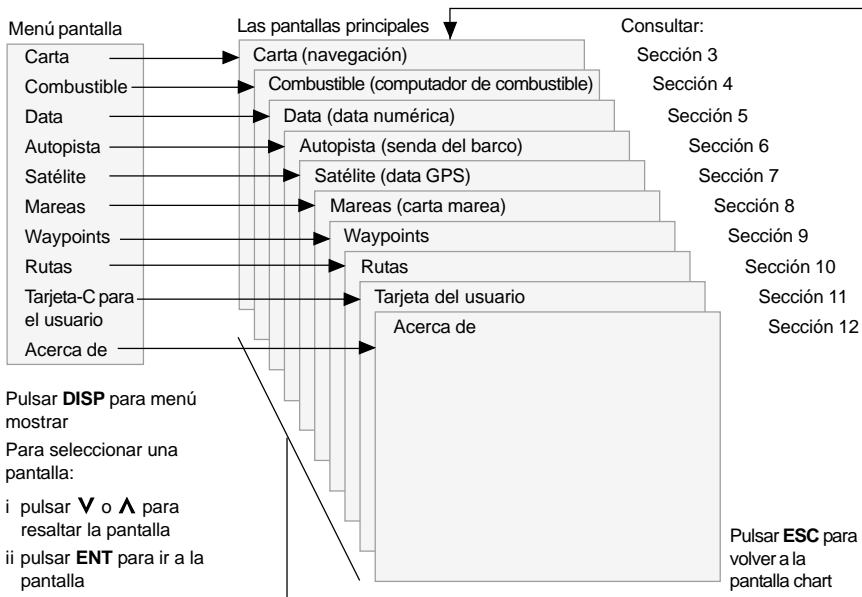 Menú pantalla
Las pantallas principales
Consultar:
Carta
Carta (navegación)
Sección 3
Combustible
Combustible (computador de combustible)
Sección 4
Data
Data (data numérica)
Sección 5
Autopista
Autopista (senda del barco)
Sección 6
Satélite
Satélite (data GPS)
Sección 7
Mareas
Mareas (carta marea)
Sección 8
Waypoints
Waypoints
Sección 9
Rutas
Rutas
Sección 10
Tarjeta-C para
el usuario
Tarjeta del usuario
Sección 11
Acerca de
Acerca de
Sección 12
Pulsar DISP para menú
mostrar
Para seleccionar una
pantalla:
i pulsar V o Λ para
resaltar la pantalla
ii pulsar ENT para ir a la
pantalla
Pulsar ESC para
volver a la
pantalla chart